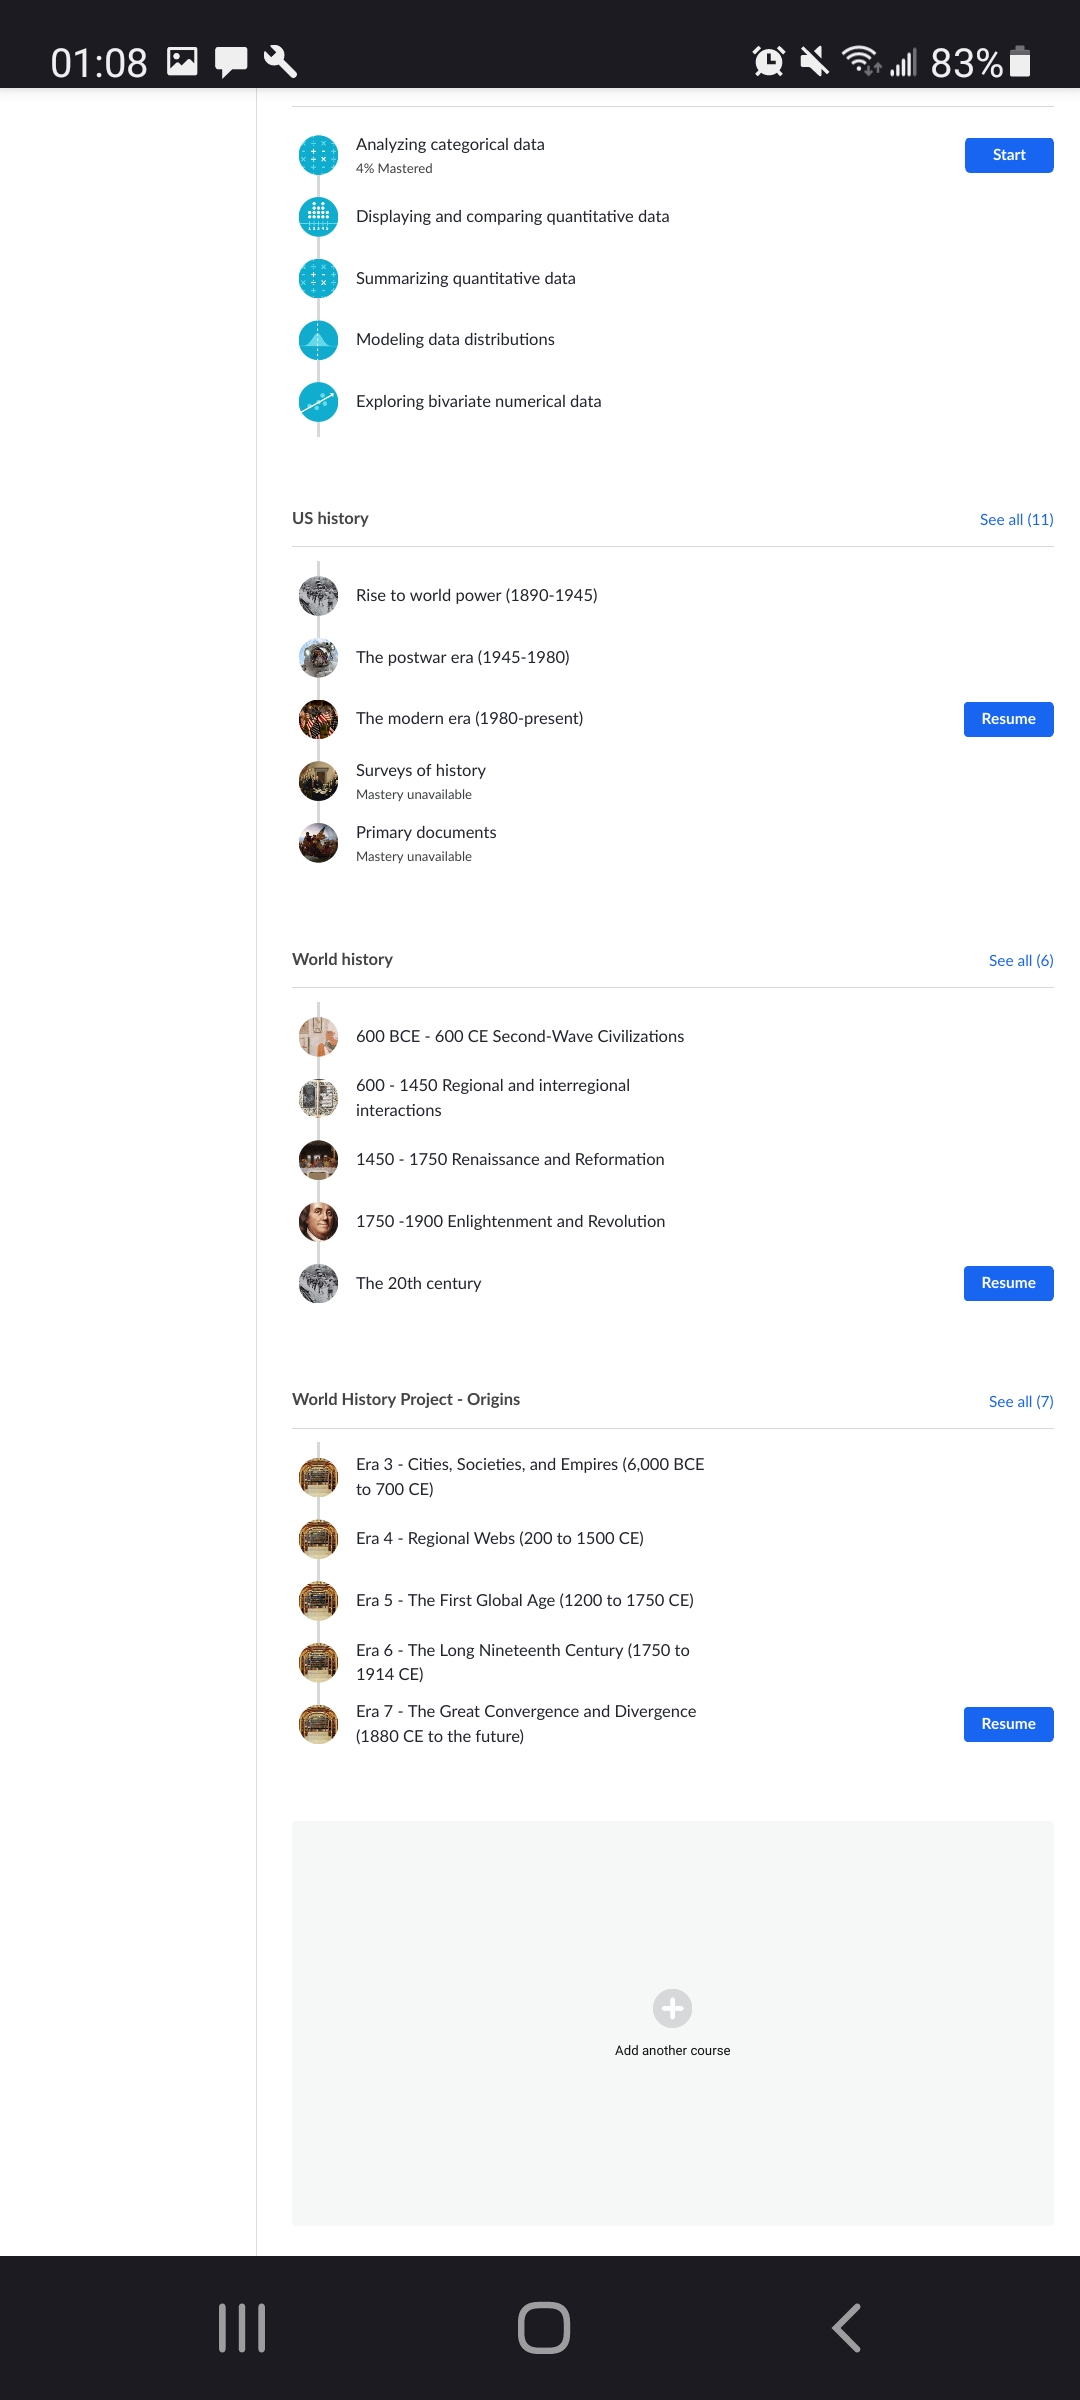 01:08
83%
Analyzing categorical data
Start
4% Mastered
Displaying and comparing quantitative data
Summarizing quantitative data
Modeling data distributions
Exploring bivariate numerical data
US history
See all (11)
Rise to world power (1890-1945)
The postwar era (1945-1980)
The modern era (1980-present)
Resume
Surveys of history
Mastery unavailable
Primary documents
Mastery unavailable
World history
See all (6)
600 BCE - 600 CE Second-Wave Civilizations
600 - 1450 Regional and interregional
interactions
1450 - 1750 Renaissance and Reformation
1750 -1900 Enlightenment and Revolution
The 20th century
Resume
World History Project - Origins
See all (7)
Era 3 - Cities, Societies, and Empires (6,000 BCE
to 700 CE)
Era 4 - Regional Webs (200 to 1500 CE)
Era 5 - The First Global Age (1200 to 1750 CE)
Era 6 - The Long Nineteenth Century (1750 to
1914 CE)
Era 7 - The Great Convergence and Divergence
(1880 CE to the future)
Resume
Add another course